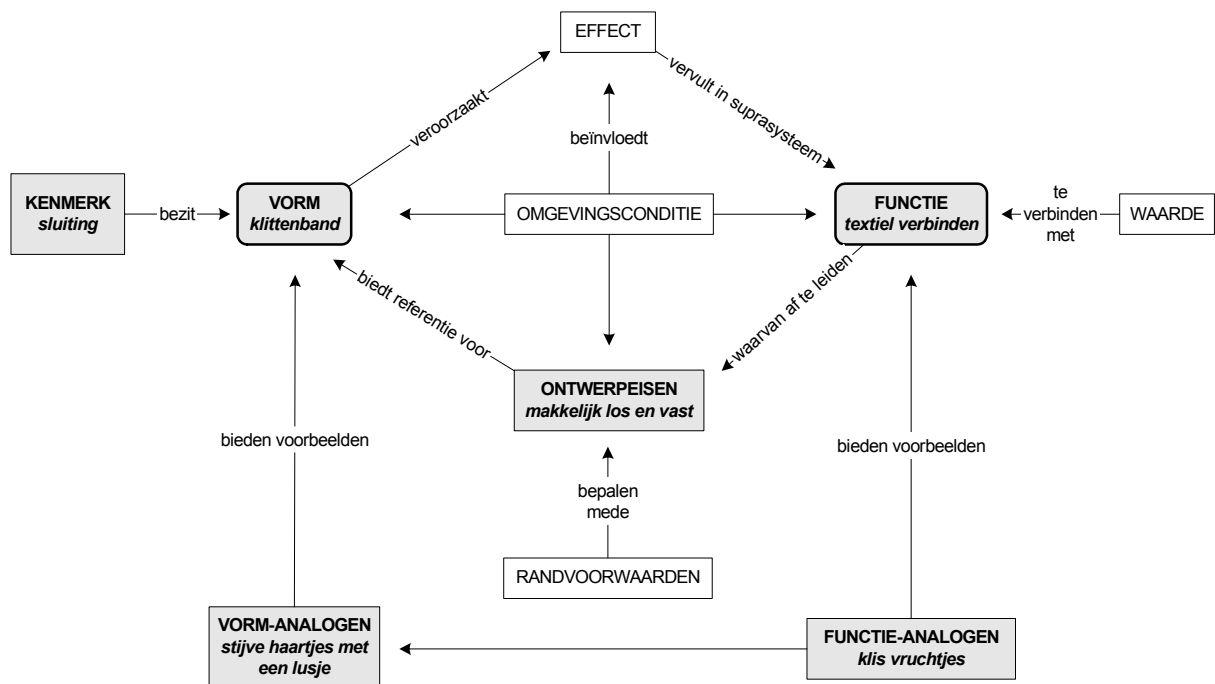 EFFECT
veroorzaakt
vervult in suprasysteem
beïnvloedt
KENMERK
sluiting
bezit
VORM
klittenband
OMGEVINGSCONDITIE
FUNCTIE
textiel verbinden
te
verbinden
met
WAARDE
biedt referentie voor
waarvan af te leiden
ONTWERPEISEN
makkelijk los en vast
bieden voorbeelden
bieden voorbeelden
bepalen
mede
RANDVOORWAARDEN
VORM-ANALOGEN
stijve haartjes met
een lusje
FUNCTIE-ANALOGEN
klis vruchtjes